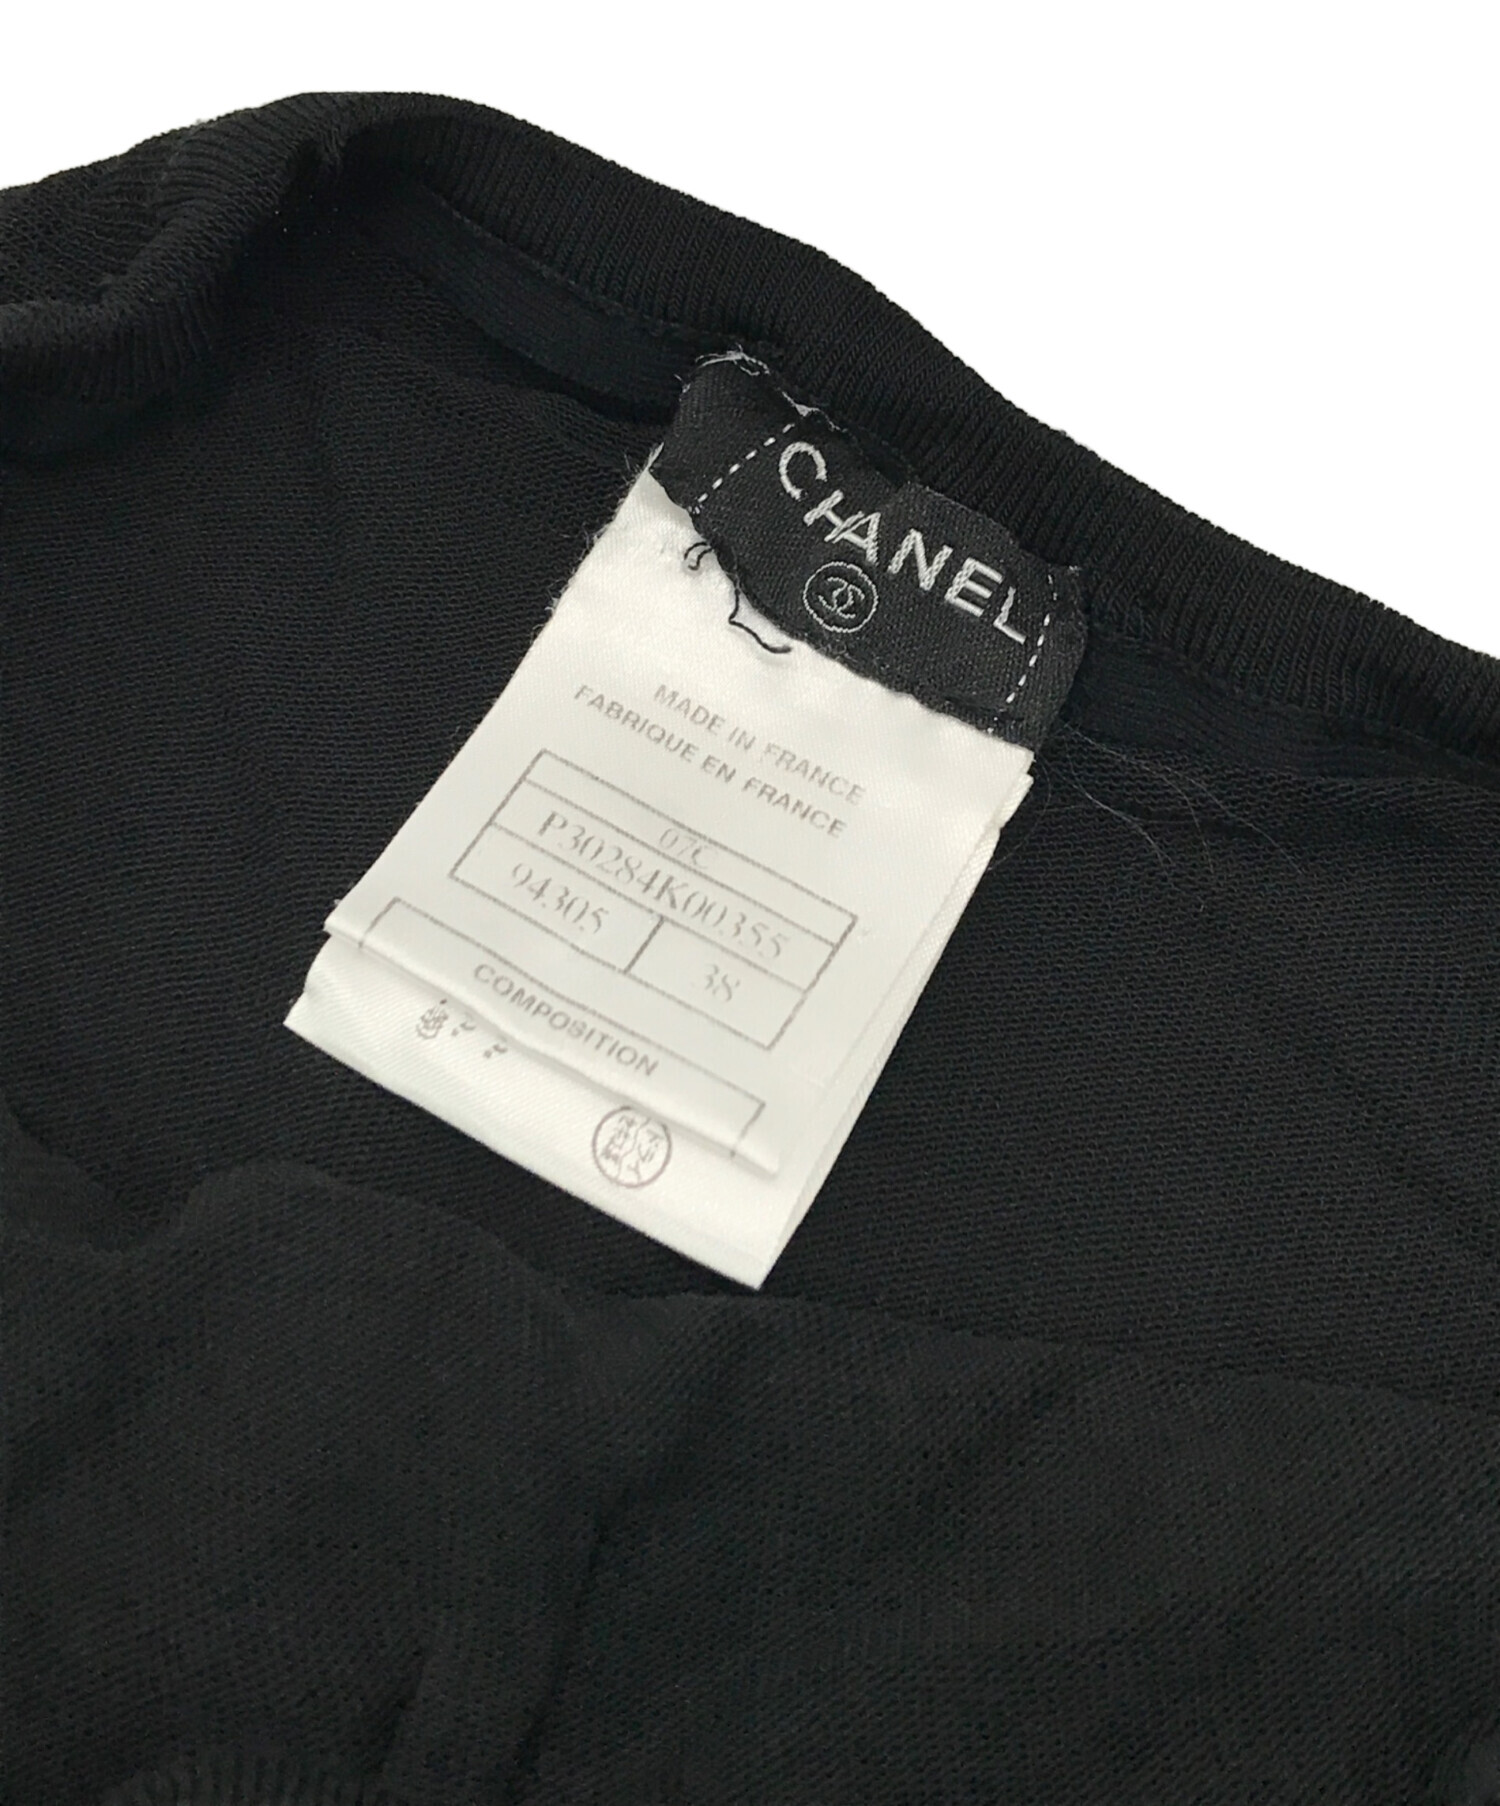 CHANEL
MADE IN FRANCE
FABRIQUE EN FRANCE
07C
P30284K00355
94305 38
COMPOSITION